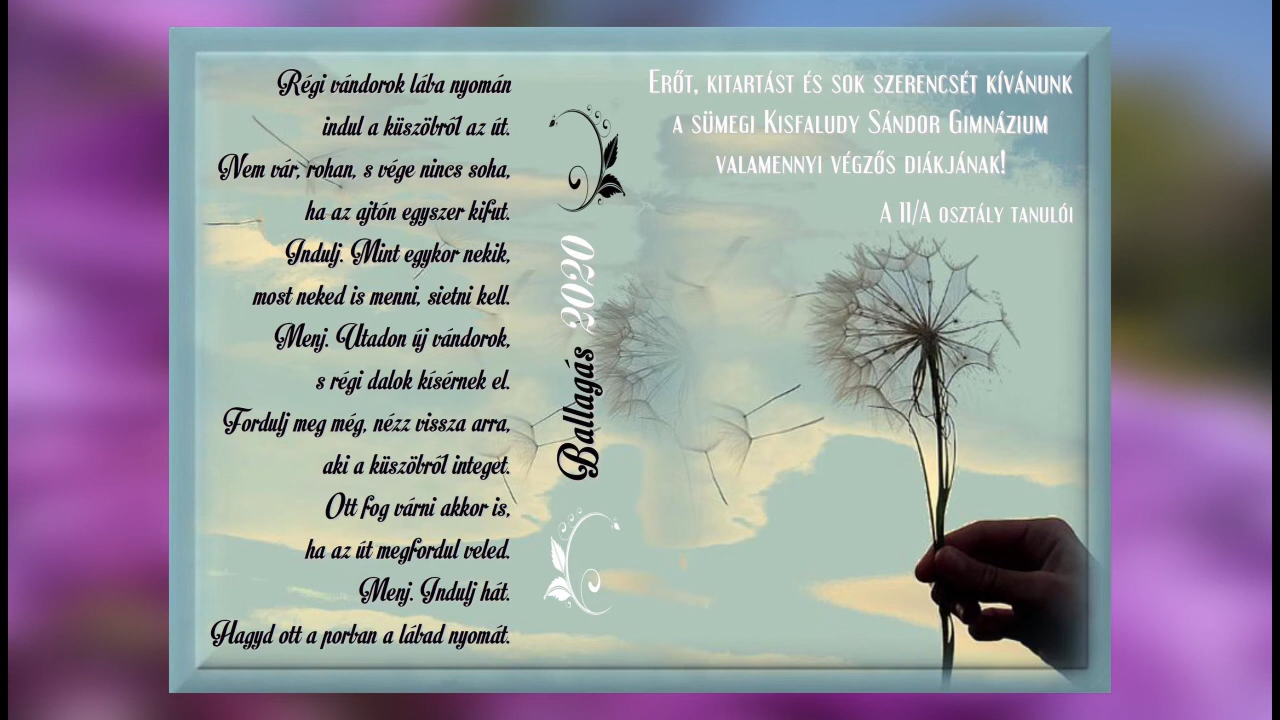 Régi vándorok lába nyomán
indul a küszöbről az út.
Nem vár, rohan, s vége nincs soha,
ha az ajtón egyszer kifut.
Indulj. Mint egykor nekik,
most neked is menni, sietni kell.
Menj. Utadon új vándorok,
s régi dalok kísérnek el.
Fordulj meg még, nézz vissza arra,
aki a küszöbről integet.
Ott fog várni akkor is,
ha az út megfordul veled.
Menj. Indulj hát.
Hagyd ott a porban a lábad nyomát.
Ballagás 2020
Erőt, kitartást és sok szerencsét kívánunk
a sümegi Kisfaludy Sándor Gimnázium
valamennyi végzős diákjának!
A 11/A osztály tanulói